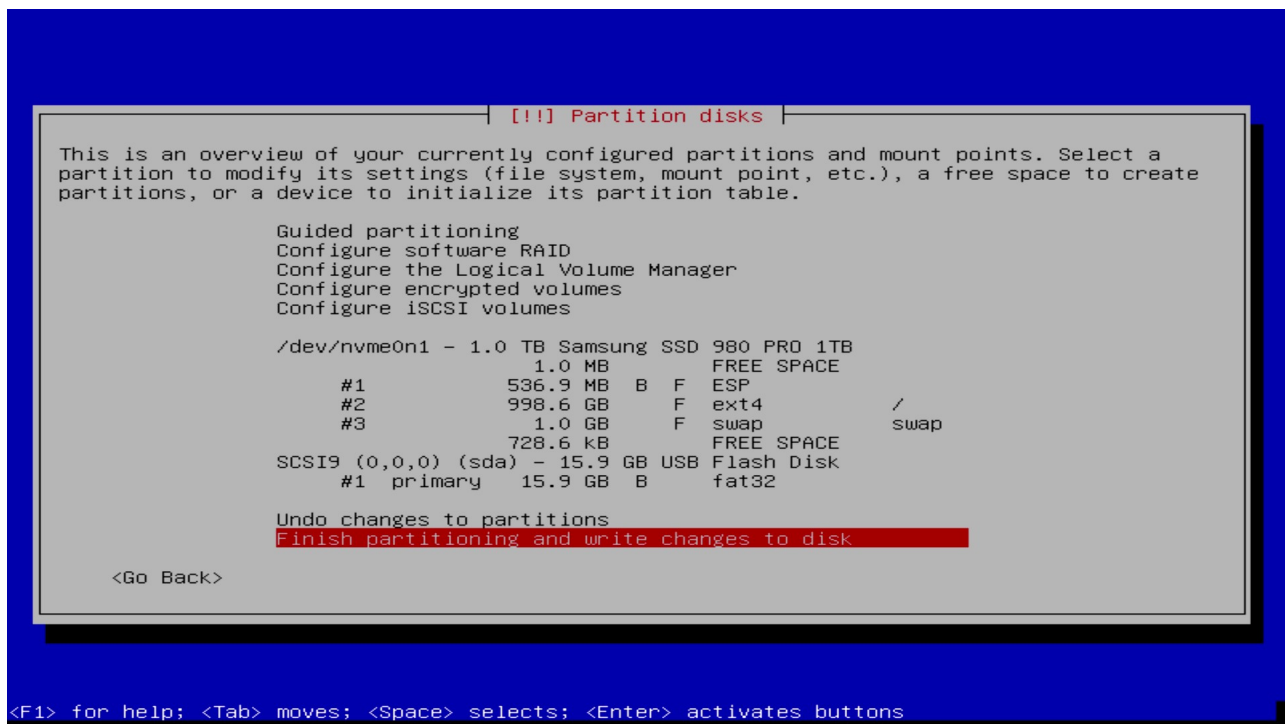 [!!] Partition disks
This is an overview of your currently configured partitions and mount points. Select a
partition to modify its settings (file system, mount point, etc.), a free space to create
partitions, or a device to initialize its partition table.
Guided partitioning
Configure software RAID
Configure the Logical Volume Manager
Configure encrypted volumes
Configure iSCSI volumes
/dev/nvme0n1 - 1.0 TB Samsung SSD 980 PRO 1TB
1.0 MB FREE SPACE
#1 536.9 MB B F ESP
#2 998.6 GB F ext4 /
#3 1.0 GB F swap swap
728.6 kB FREE SPACE
SCSI9 (0,0,0) (sda) - 15.9 GB USB Flash Disk
#1 primary 15.9 GB B fat32
Undo changes to partitions
Finish partitioning and write changes to disk
<Go Back>
<F1> for help; <Tab> moves; <Space> selects; <Enter> activates buttons